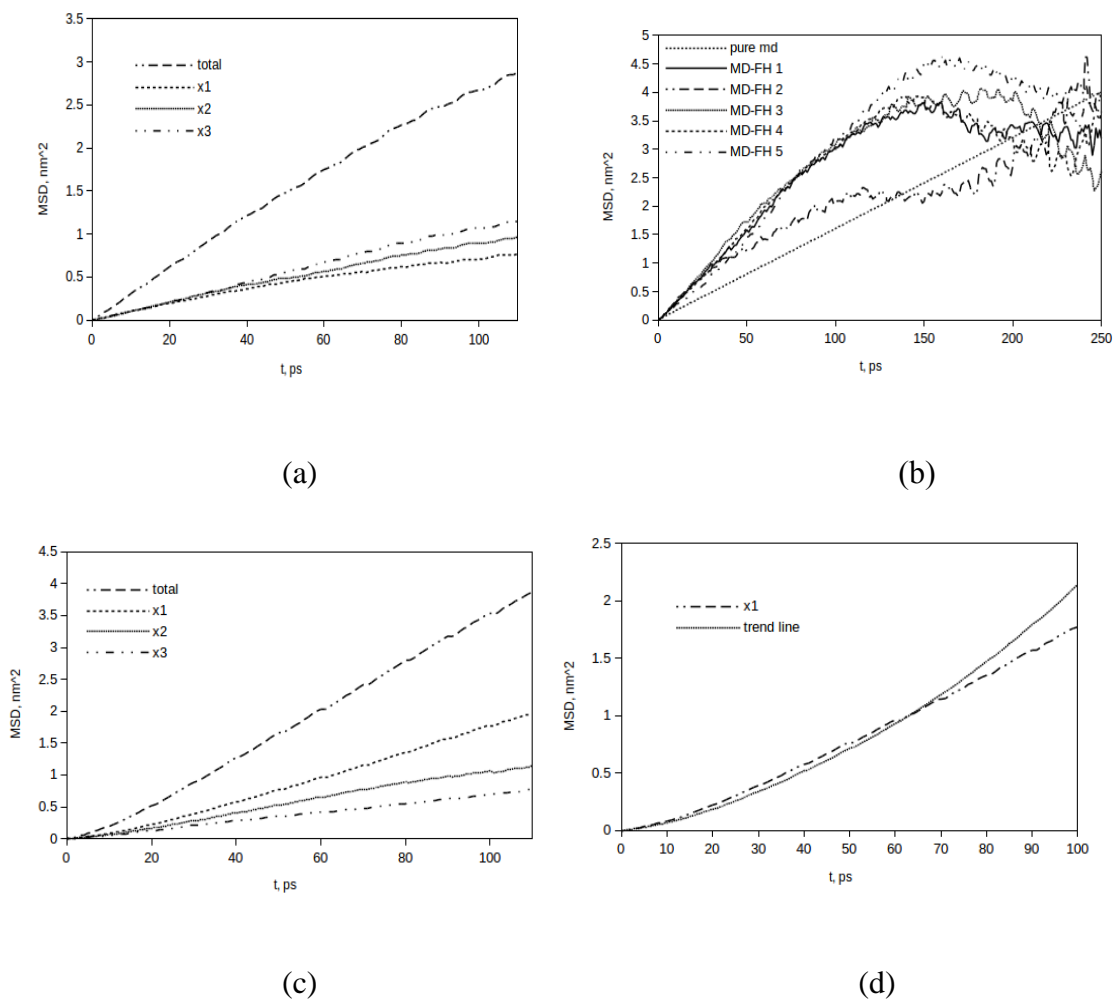 3.5
3
2.5
2
1.5
1
0.5
0
MSD, nm^2
total
x1
x2
x3
0 20 40 60 80 100
t, ps
(a)
5
4.5
4
3.5
3
2.5
2
1.5
1
0.5
0
MSD, nm^2
pure md
MD-FH 1
MD-FH 2
MD-FH 3
MD-FH 4
MD-FH 5
0 50 100 150 200 250
t, ps
(b)
4.5
4
3.5
3
2.5
2
1.5
1
0.5
0
MSD, nm^2
total
x1
x2
x3
0 20 40 60 80 100
t, ps
(c)
2.5
2
1.5
1
0.5
0
MSD, nm^2
x1
trend line
0 10 20 30 40 50 60 70 80 90 100
t, ps
(d)